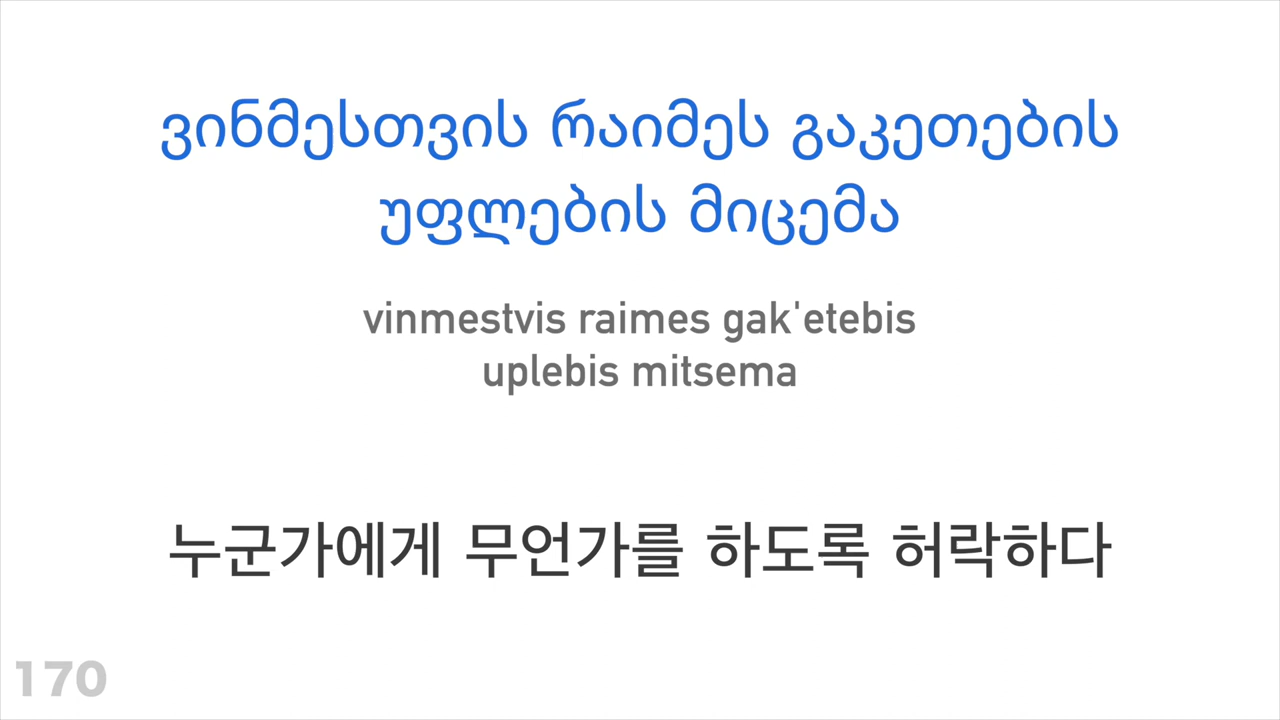 ვინმესთვის რაიმეს გაკეთების
უფლების მიცემა
vinmestvis raimes gak'etebis
uplebis mitsema
누군가에게 무언가를 하도록 허락하다
170